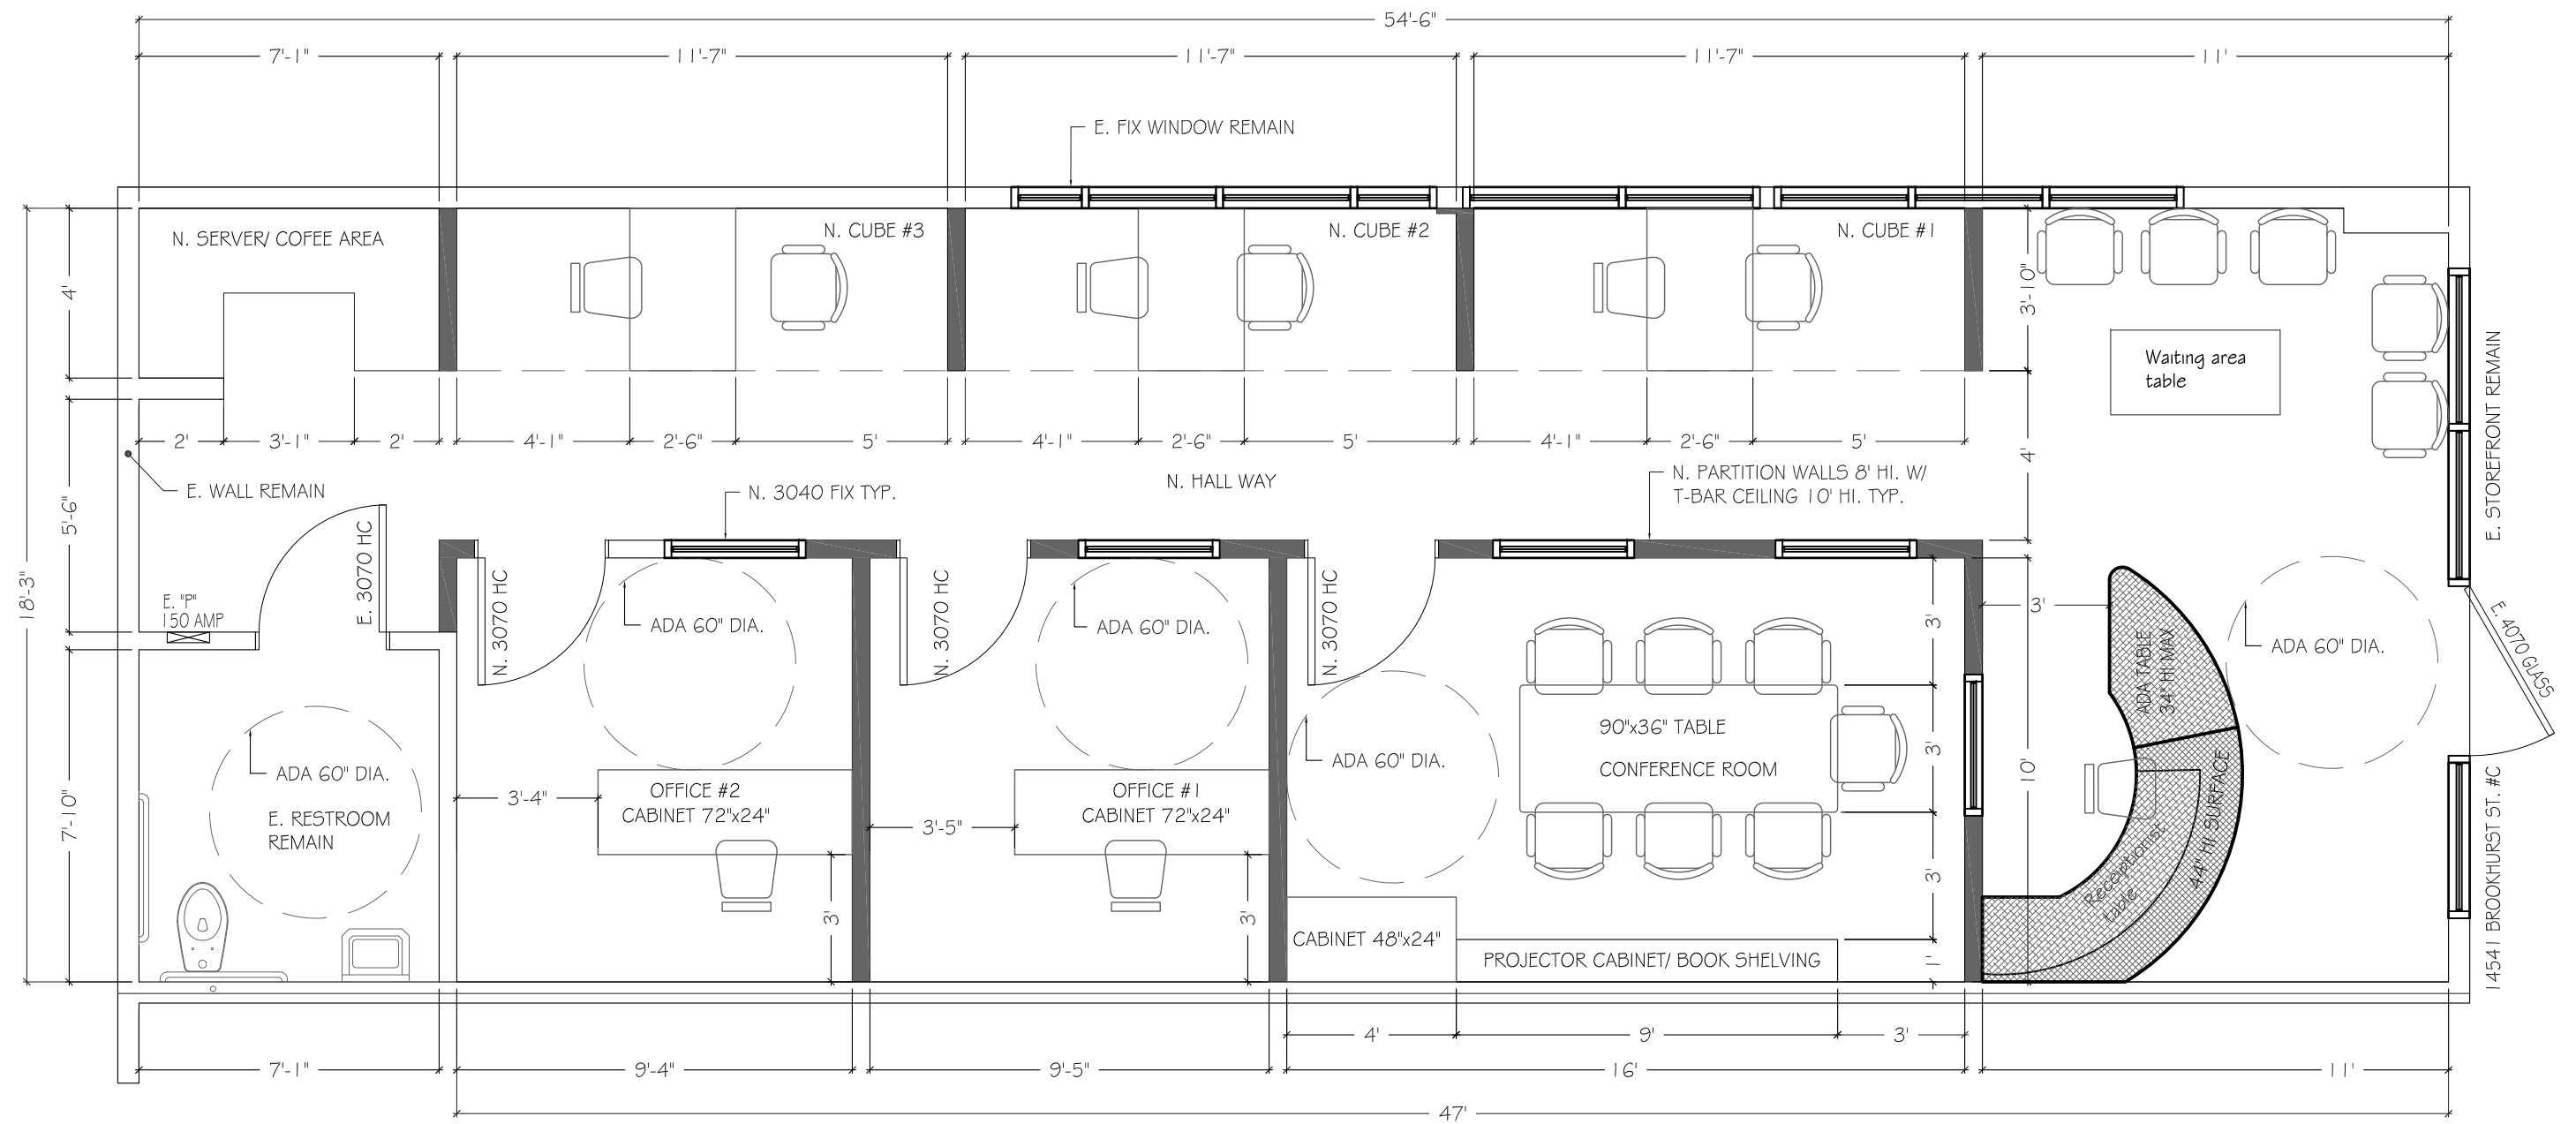 54'-6"
7'-1"
11'-7"
11'-7"
11'-7"
11'
E. FIX WINDOW REMAIN
N. SERVER/ COFEE AREA
N. CUBE #3
N. CUBE #2
N. CUBE #1
4'
3'-10"
Waiting area
table
E. STOREFRONT REMAIN
2'
3'-1"
2'
4'-1"
2'-6"
5'
4'-1"
2'-6"
5'
4'-1"
2'-6"
5'
4'
E. WALL REMAIN
N. 3040 FIX TYP.
N. HALL WAY
N. PARTITION WALLS 8' HI. W/
T-BAR CEILING 10' HI. TYP.
5'-6"
18'-3"
E. 3070 HC
E. "P"
150 AMP
N. 3070 HC
N. 3070 HC
N. 3070 HC
ADA 60" DIA.
ADA 60" DIA.
3'
3'
ADA TABLE
34" HI MAX
ADA 60" DIA.
E. 4070 GLASS
ADA 60" DIA.
E. RESTROOM
REMAIN
7'-10"
3'-4"
OFFICE #2
CABINET 72"x24"
3'-5"
OFFICE #1
CABINET 72"x24"
ADA 60" DIA.
90"x36" TABLE
CONFERENCE ROOM
3'
10'
44" HI SURFACE
Receiptionist
table
14541 BROOKHURST ST. #C
3'
3'
3'
CABINET 48"x24"
PROJECTOR CABINET/ BOOK SHELVING
1'
4'
9'
3'
7'-1"
9'-4"
9'-5"
16'
11'
47'